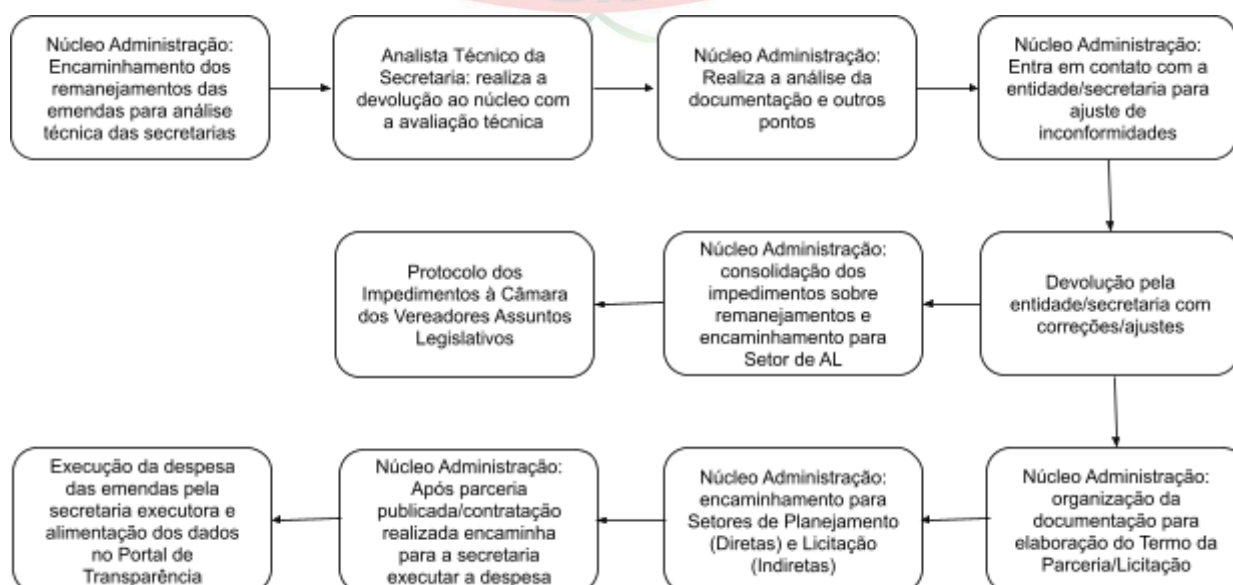 Núcleo Administração:
Encaminhamento dos
remanejamentos das
emendas para análise
técnica das secretarias
Analista Técnico da
Secretaria: realiza a
devolução ao núcleo com
a avaliação técnica
Núcleo Administração:
Realiza a análise da
documentação e outros
pontos
Núcleo Administração:
Entra em contato com a
entidade/secretaria para
ajuste de
inconformidades
Devolução pela
entidade/secretaria com
correções/ajustes
Núcleo Administração:
consolidação dos
impedimentos sobre
remanejamentos e
encaminhamento para
Setor de AL
Protocolo dos
Impedimentos à Câmara
dos Vereadores Assuntos
Legislativos
Núcleo Administração:
organização da
documentação para
elaboração do Termo da
Parceria/Licitação
Núcleo Administração:
encaminhamento para
Setores de Planejamento
(Diretas) e Licitação
(Indiretas)
Núcleo Administração:
Após parceria
publicada/contratação
realizada encaminha
para a secretaria
executar a despesa
Execução da despesa
das emendas pela
secretaria executora e
alimentação dos dados
no Portal de
Transparência